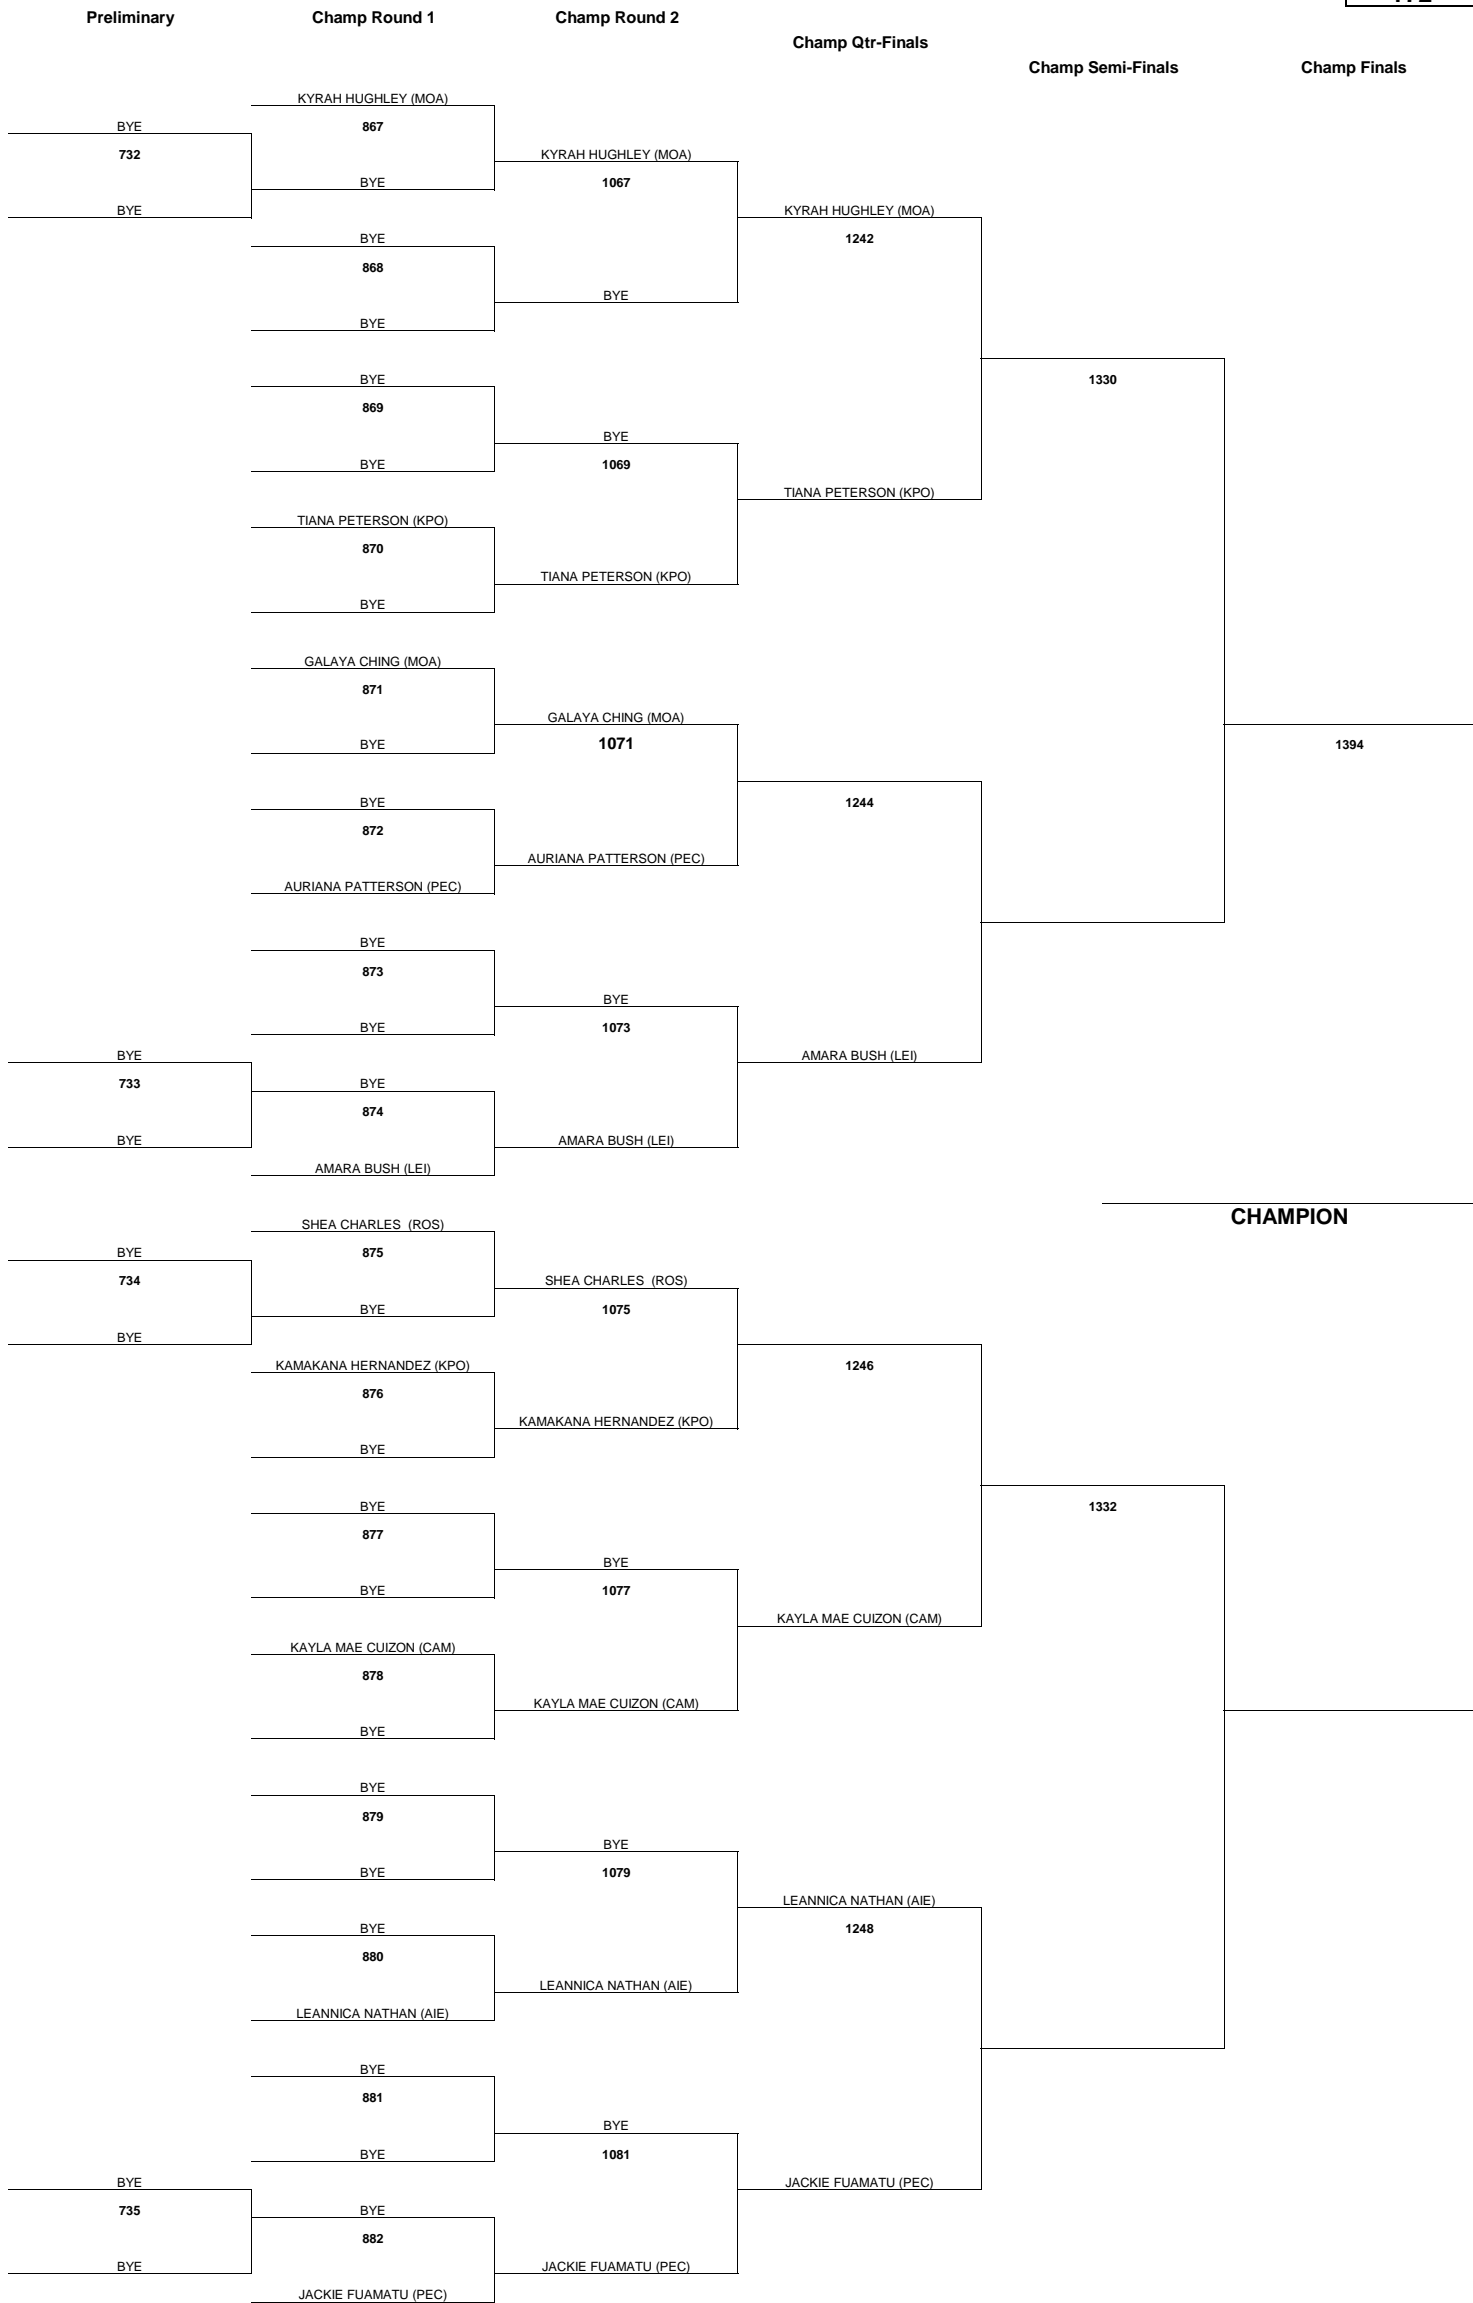 Preliminary
Champ Round 1
Champ Round 2
Champ Qtr-Finals
Champ Semi-Finals
Champ Finals
BYE
732
BYE
BYE
733
BYE
BYE
734
BYE
BYE
735
BYE
KYRAH HUGHLEY (MOA)
867
BYE
BYE
868
BYE
BYE
869
BYE
TIANA PETERSON (KPO)
870
BYE
GALAYA CHING (MOA)
871
BYE
BYE
872
AURIANA PATTERSON (PEC)
BYE
873
BYE
BYE
874
AMARA BUSH (LEI)
SHEA CHARLES (ROS)
875
BYE
KAMAKANA HERNANDEZ (KPO)
876
BYE
BYE
877
BYE
KAYLA MAE CUIZON (CAM)
878
BYE
BYE
879
BYE
BYE
880
LEANNICA NATHAN (AIE)
BYE
881
BYE
BYE
882
JACKIE FUAMATU (PEC)
KYRAH HUGHLEY (MOA)
1067
BYE
BYE
1069
TIANA PETERSON (KPO)
GALAYA CHING (MOA)
1071
AURIANA PATTERSON (PEC)
BYE
1073
AMARA BUSH (LEI)
SHEA CHARLES (ROS)
1075
KAMAKANA HERNANDEZ (KPO)
BYE
1077
KAYLA MAE CUIZON (CAM)
BYE
1079
LEANNICA NATHAN (AIE)
BYE
1081
JACKIE FUAMATU (PEC)
KYRAH HUGHLEY (MOA)
1242
TIANA PETERSON (KPO)
1244
AMARA BUSH (LEI)
1246
KAYLA MAE CUIZON (CAM)
LEANNICA NATHAN (AIE)
1248
JACKIE FUAMATU (PEC)
1330
1332
1394
CHAMPION